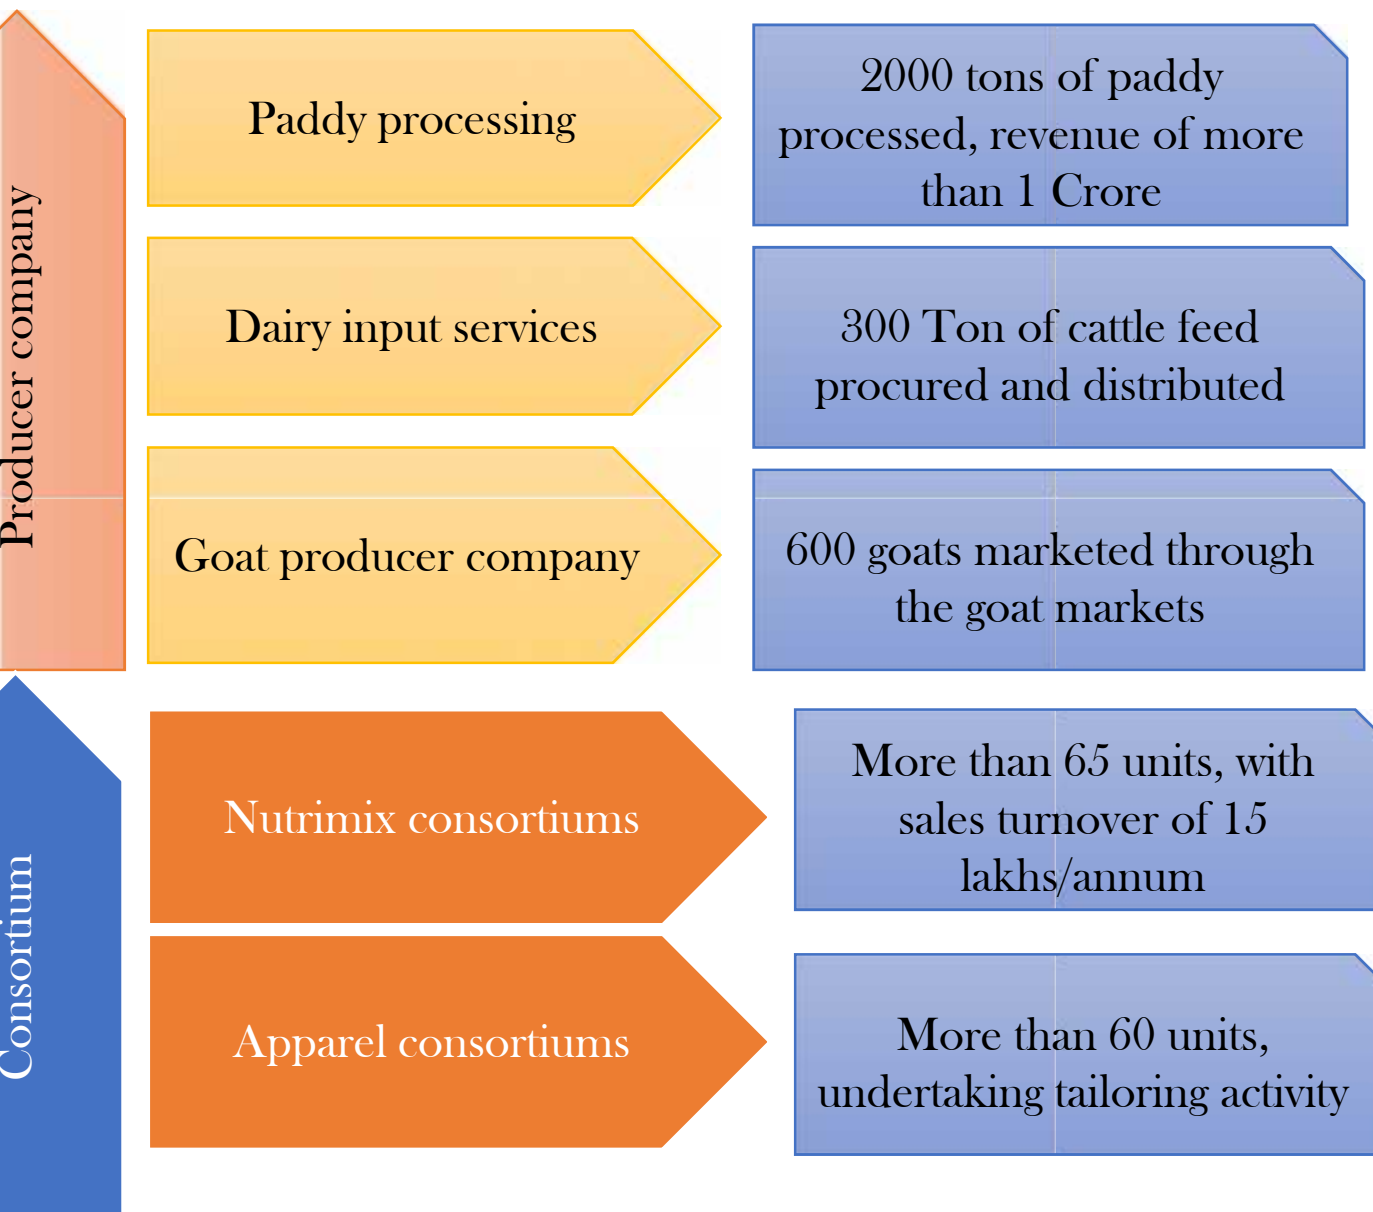 Producer company
Paddy processing
2000 tons of paddy
processed, revenue of more
than 1 Crore
Dairy input services
300 Ton of cattle feed
procured and distributed
Goat producer company
600 goats marketed through
the goat markets
Consortium
Nutrimix consortiums
More than 65 units, with
sales turnover of 15
lakhs/annum
Apparel consortiums
More than 60 units,
undertaking tailoring activity